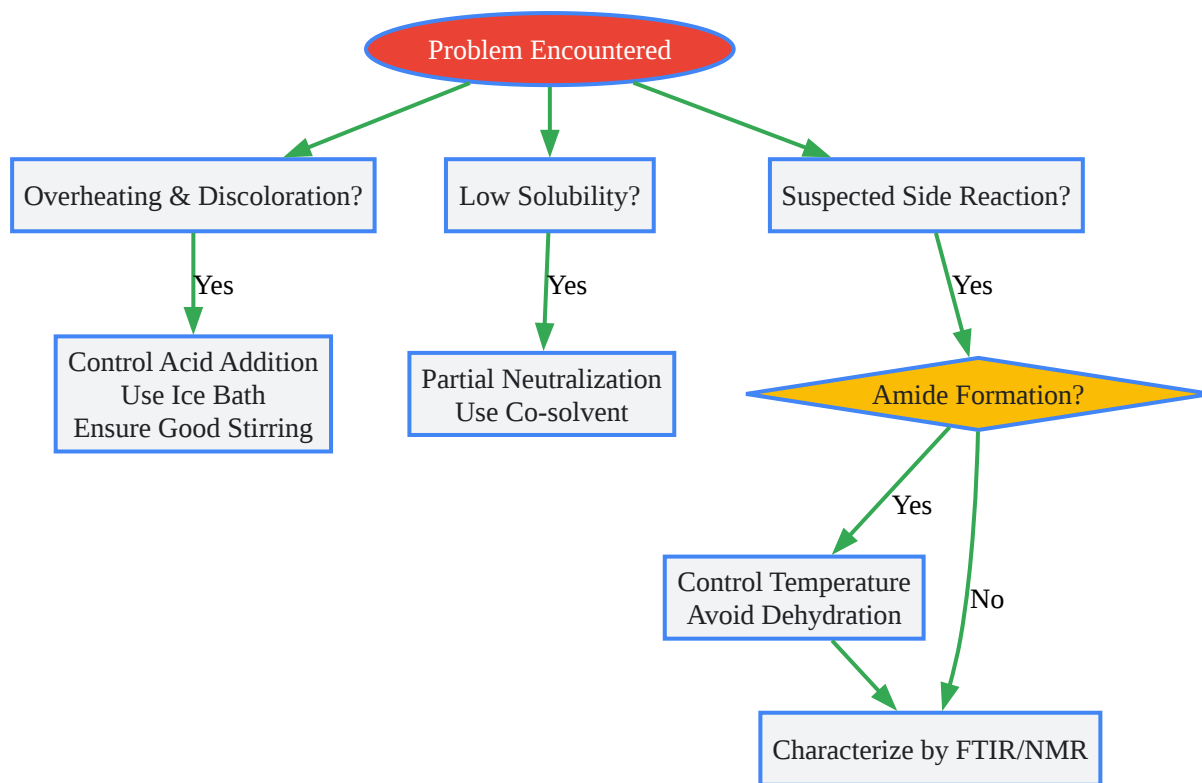 Problem Encountered
Overheating & Discoloration?
Low Solubility?
Suspected Side Reaction?
Yes
Yes
Yes
Control Acid Addition
Use Ice Bath
Ensure Good Stirring
Partial Neutralization
Use Co-solvent
Amide Formation?
Yes
No
Control Temperature
Avoid Dehydration
Characterize by FTIR/NMR